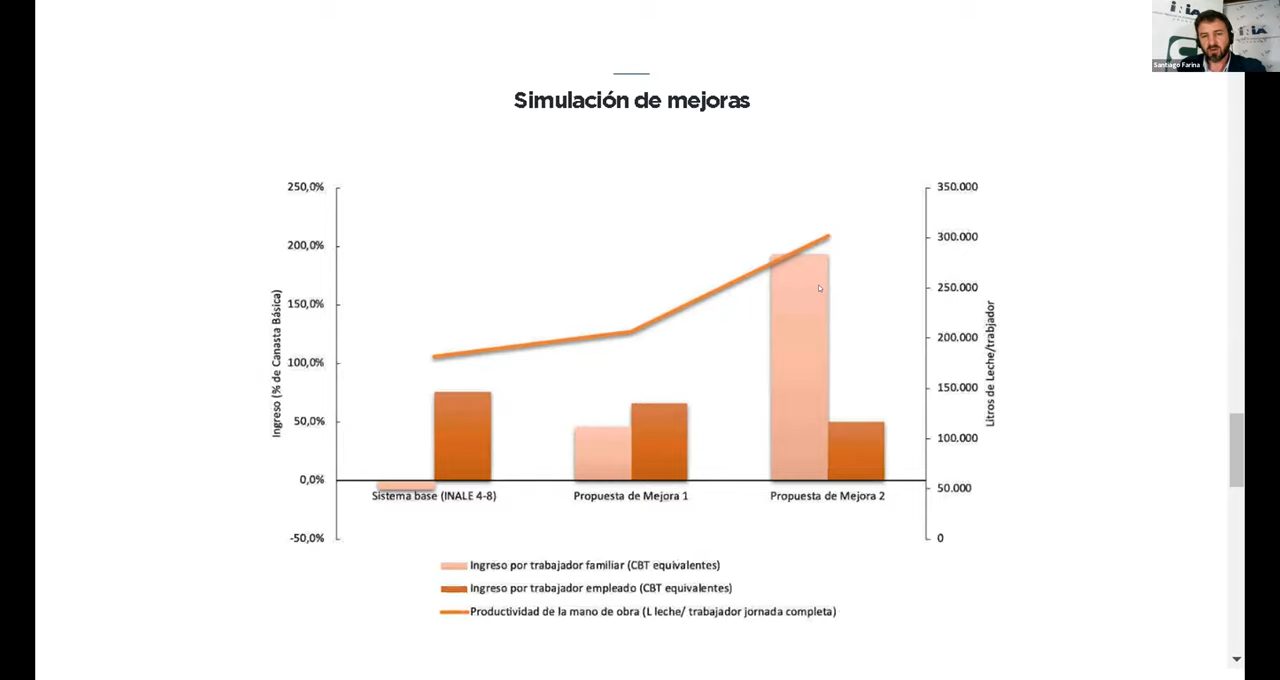 INIA
INIA
Santiago Farina
Simulación de mejoras
250,0%
200,0%
150,0%
100,0%
50,0%
0,0%
-50,0%
Ingreso (% de Canasta Básica)
350.000
300.000
250.000
200.000
150.000
100.000
50.000
0
Litros de Leche/trabjador
Sistema base (INALE 4-8)
Propuesta de Mejora 1
Propuesta de Mejora 2
Ingreso por trabajador familiar (CBT equivalentes)
Ingreso por trabajador empleado (CBT equivalentes)
Productividad de la mano de obra (L leche/ trabajador jornada completa)